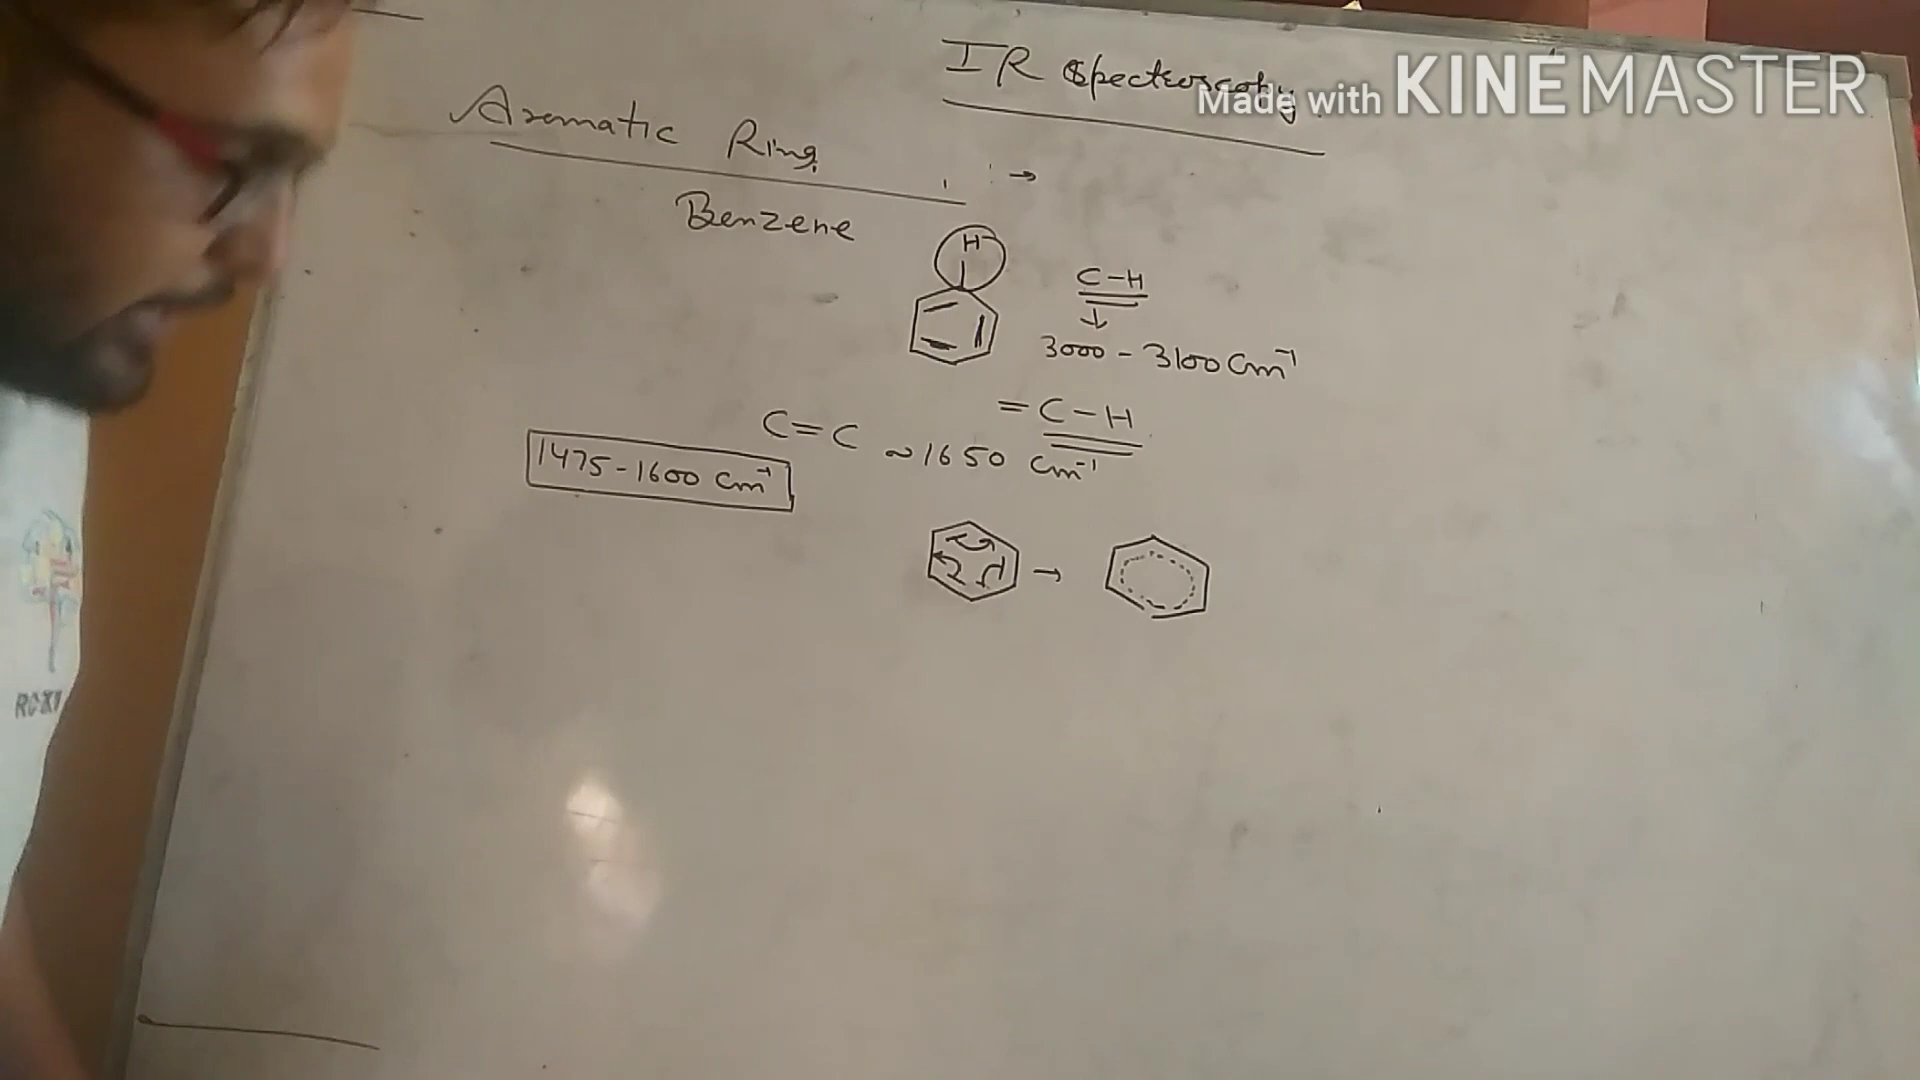 IR Spectroscopy
Made with KINEMASTER
Aromatic Ring : →
Benzene
H
C-H
↓
3000 - 3100 cm⁻¹
= C-H
C=C ~1650 cm⁻¹
1475-1600 cm⁻¹
→